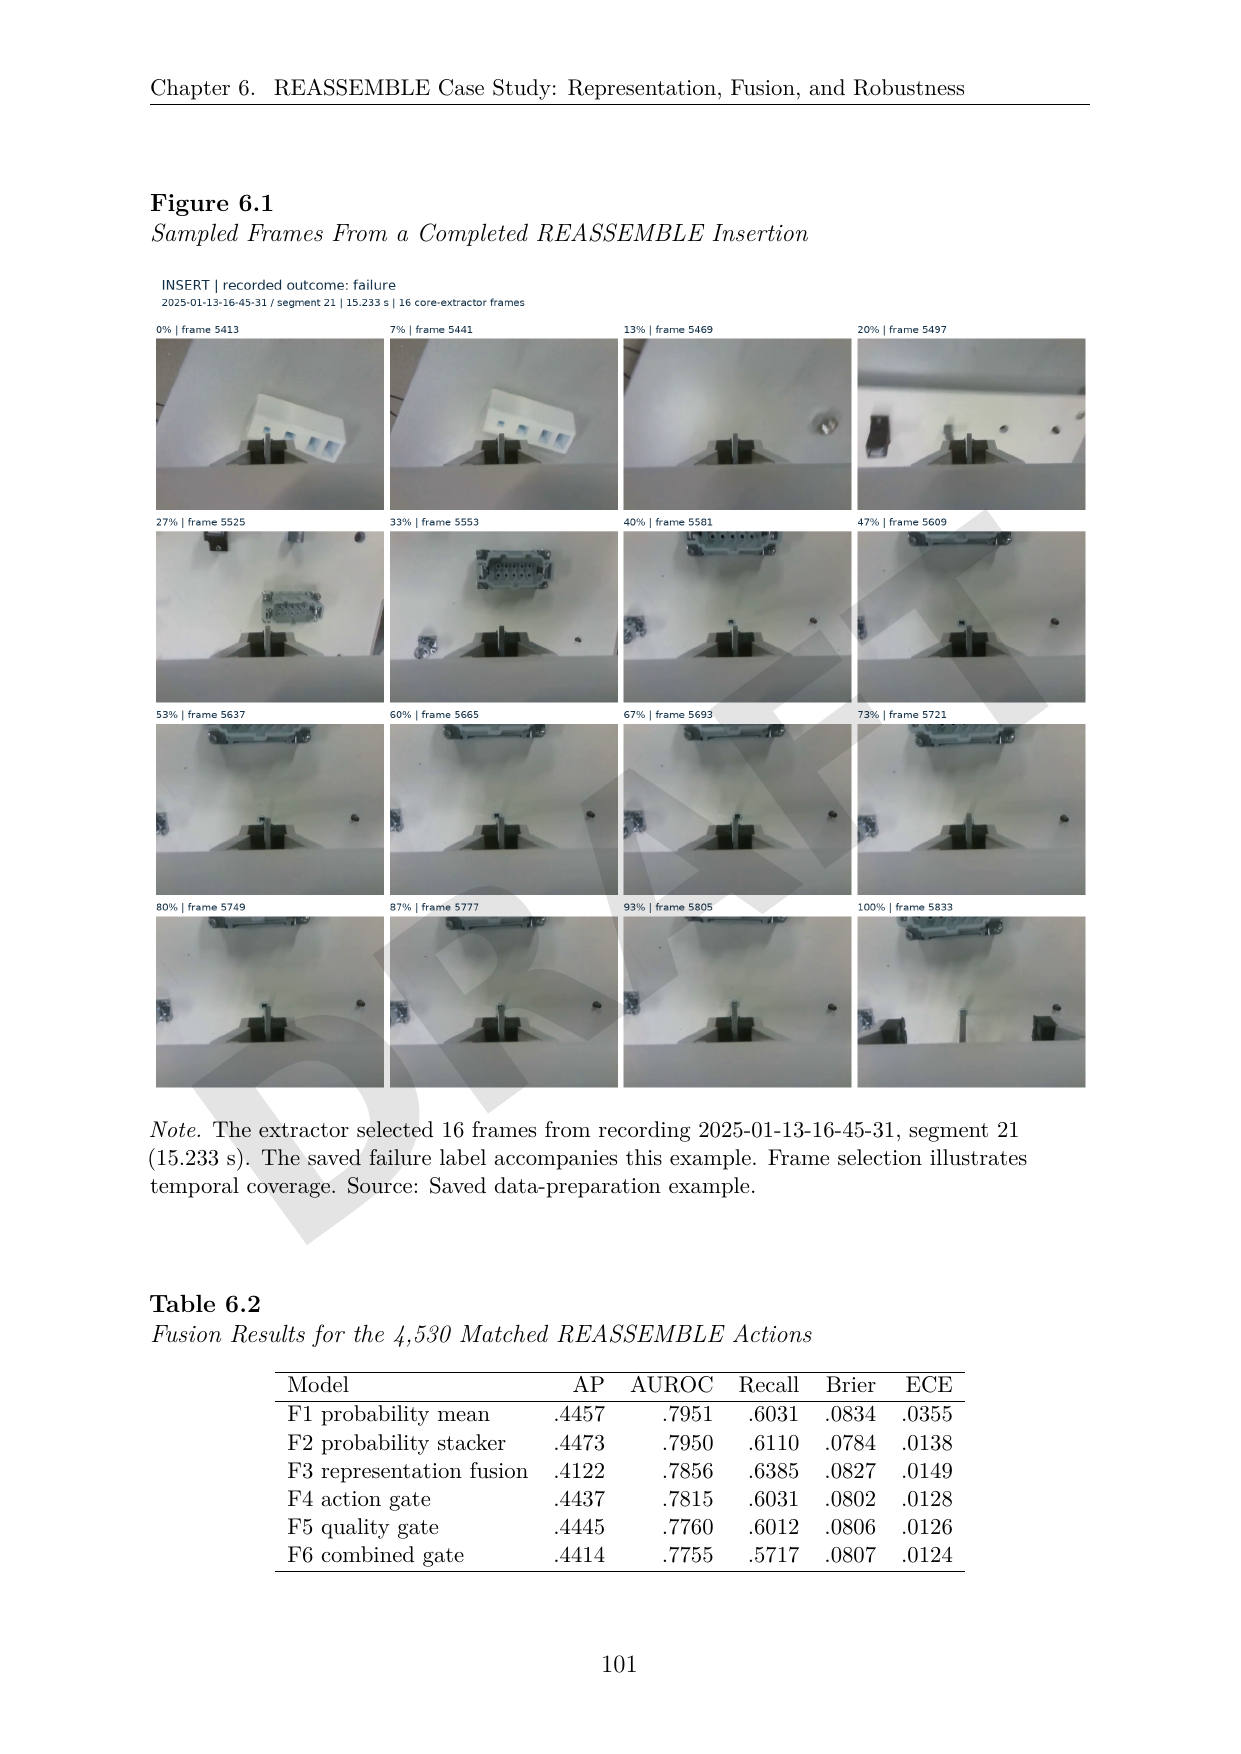 Chapter 6. REASSEMBLE Case Study: Representation, Fusion, and Robustness
Figure 6.1
Sampled Frames From a Completed REASSEMBLE Insertion
INSERT | recorded outcome: failure
2025-01-13-16-45-31 / segment 21 | 15.233 s | 16 core-extractor frames
0% | frame 5413 7% | frame 5441 13% | frame 5469 20% | frame 5497
27% | frame 5525 33% | frame 5553 40% | frame 5581 47% | frame 5609
53% | frame 5637 60% | frame 5665 67% | frame 5693 73% | frame 5721
80% | frame 5749 87% | frame 5777 93% | frame 5805 100% | frame 5833
DRAFT
Note. The extractor selected 16 frames from recording 2025-01-13-16-45-31, segment 21
(15.233 s). The saved failure label accompanies this example. Frame selection illustrates
temporal coverage. Source: Saved data-preparation example.
Table 6.2
Fusion Results for the 4,530 Matched REASSEMBLE Actions
Model AP AUROC Recall Brier ECE
F1 probability mean .4457 .7951 .6031 .0834 .0355
F2 probability stacker .4473 .7950 .6110 .0784 .0138
F3 representation fusion .4122 .7856 .6385 .0827 .0149
F4 action gate .4437 .7815 .6031 .0802 .0128
F5 quality gate .4445 .7760 .6012 .0806 .0126
F6 combined gate .4414 .7755 .5717 .0807 .0124
101